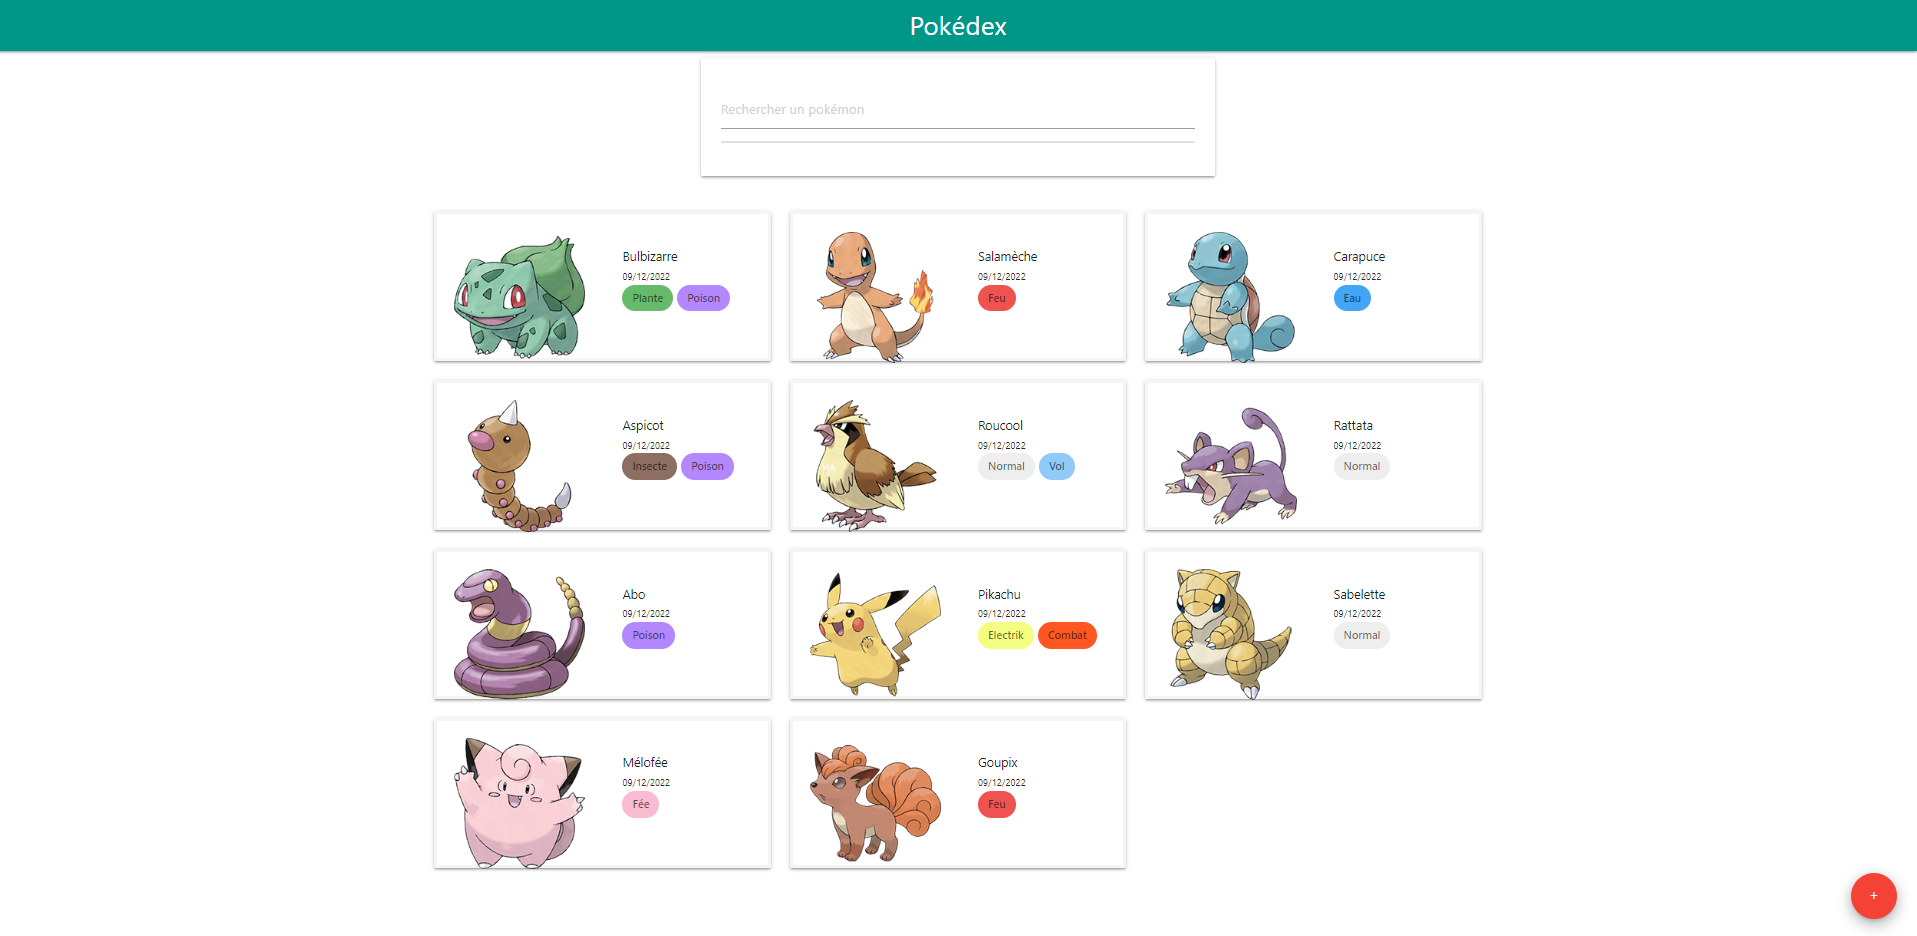 Pokédex
Rechercher un pokémon
Bulbizarre
09/12/2022
Plante Poison
Salamèche
09/12/2022
Feu
Carapuce
09/12/2022
Eau
Aspicot
09/12/2022
Insecte Poison
Roucool
09/12/2022
Normal Vol
Rattata
09/12/2022
Normal
Abo
09/12/2022
Poison
Pikachu
09/12/2022
Electrik Combat
Sabelette
09/12/2022
Normal
Mélofée
09/12/2022
Fée
Goupix
09/12/2022
Feu
+